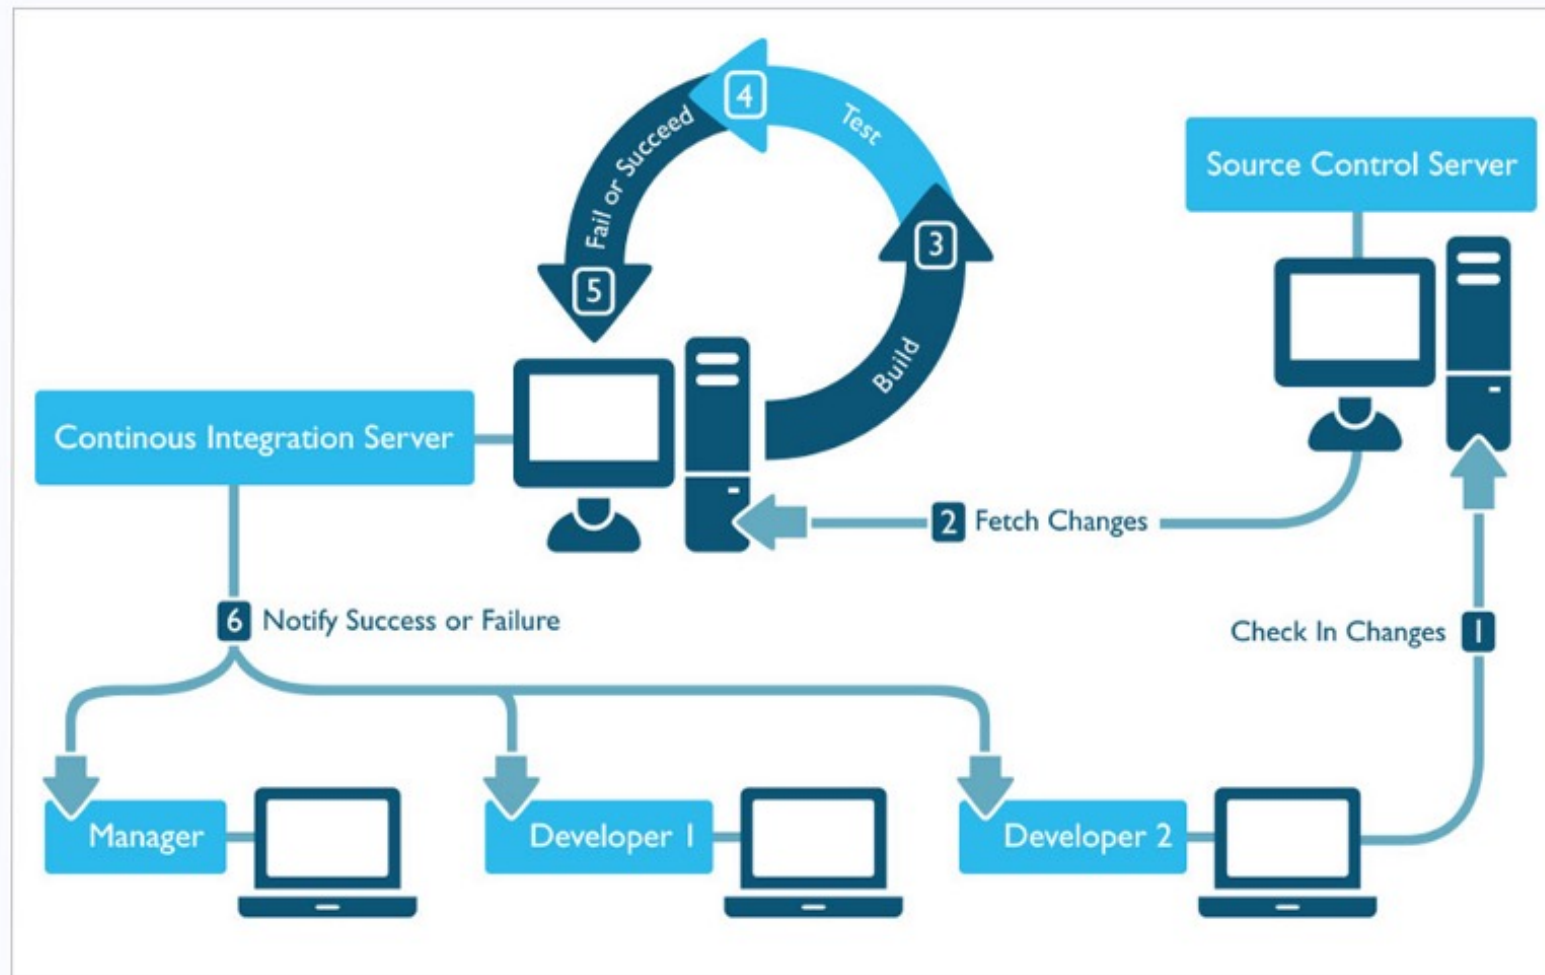 4
Test
Fail or Succeed
Source Control Server
3
5
Build
Continous Integration Server
2 Fetch Changes
6 Notify Success or Failure
Check In Changes 1
Manager
Developer 1
Developer 2